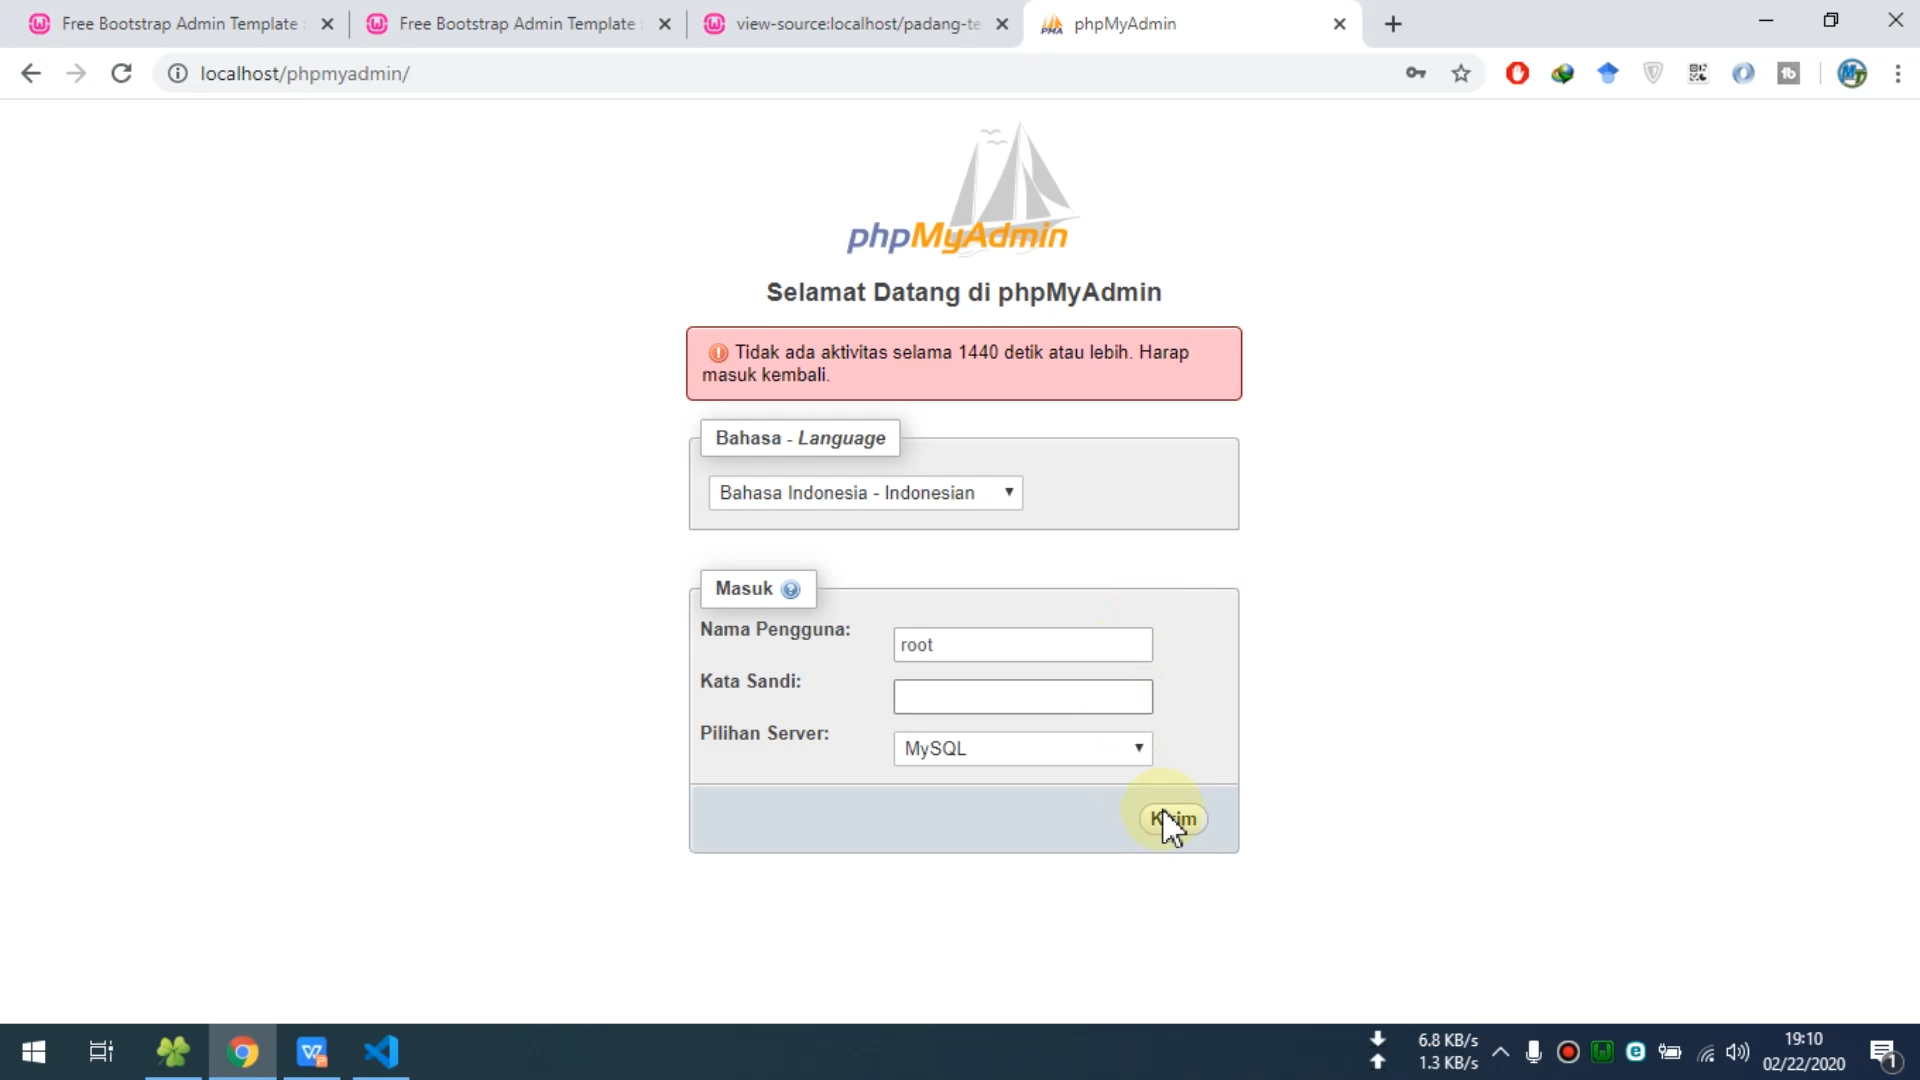 Free Bootstrap Admin Template
Free Bootstrap Admin Template
view-source:localhost/padang-te
phpMyAdmin
localhost/phpmyadmin/
phpMyAdmin
Selamat Datang di phpMyAdmin
Tidak ada aktivitas selama 1440 detik atau lebih. Harap
masuk kembali.
Bahasa - Language
Bahasa Indonesia - Indonesian
Masuk
Nama Pengguna:
root
Kata Sandi:
Pilihan Server:
MySQL
Kirim
6.8 KB/s
1.3 KB/s
19:10
02/22/2020
1